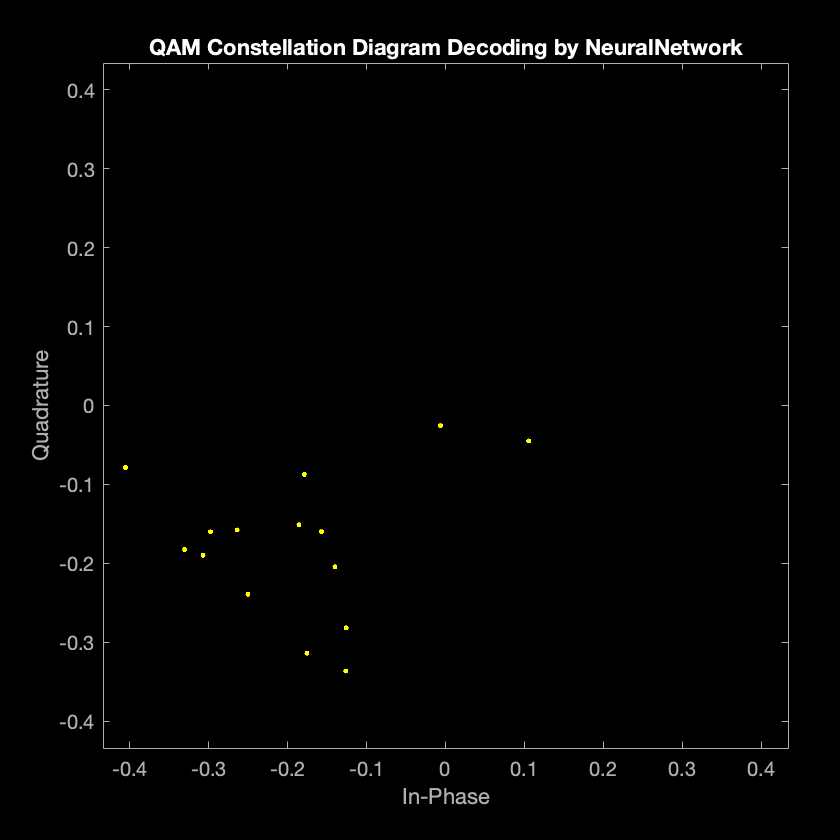 QAM Constellation Diagram Decoding by NeuralNetwork
0.4
0.3
0.2
0.1
0
-0.1
-0.2
-0.3
-0.4
Quadrature
-0.4 -0.3 -0.2 -0.1 0 0.1 0.2 0.3 0.4
In-Phase